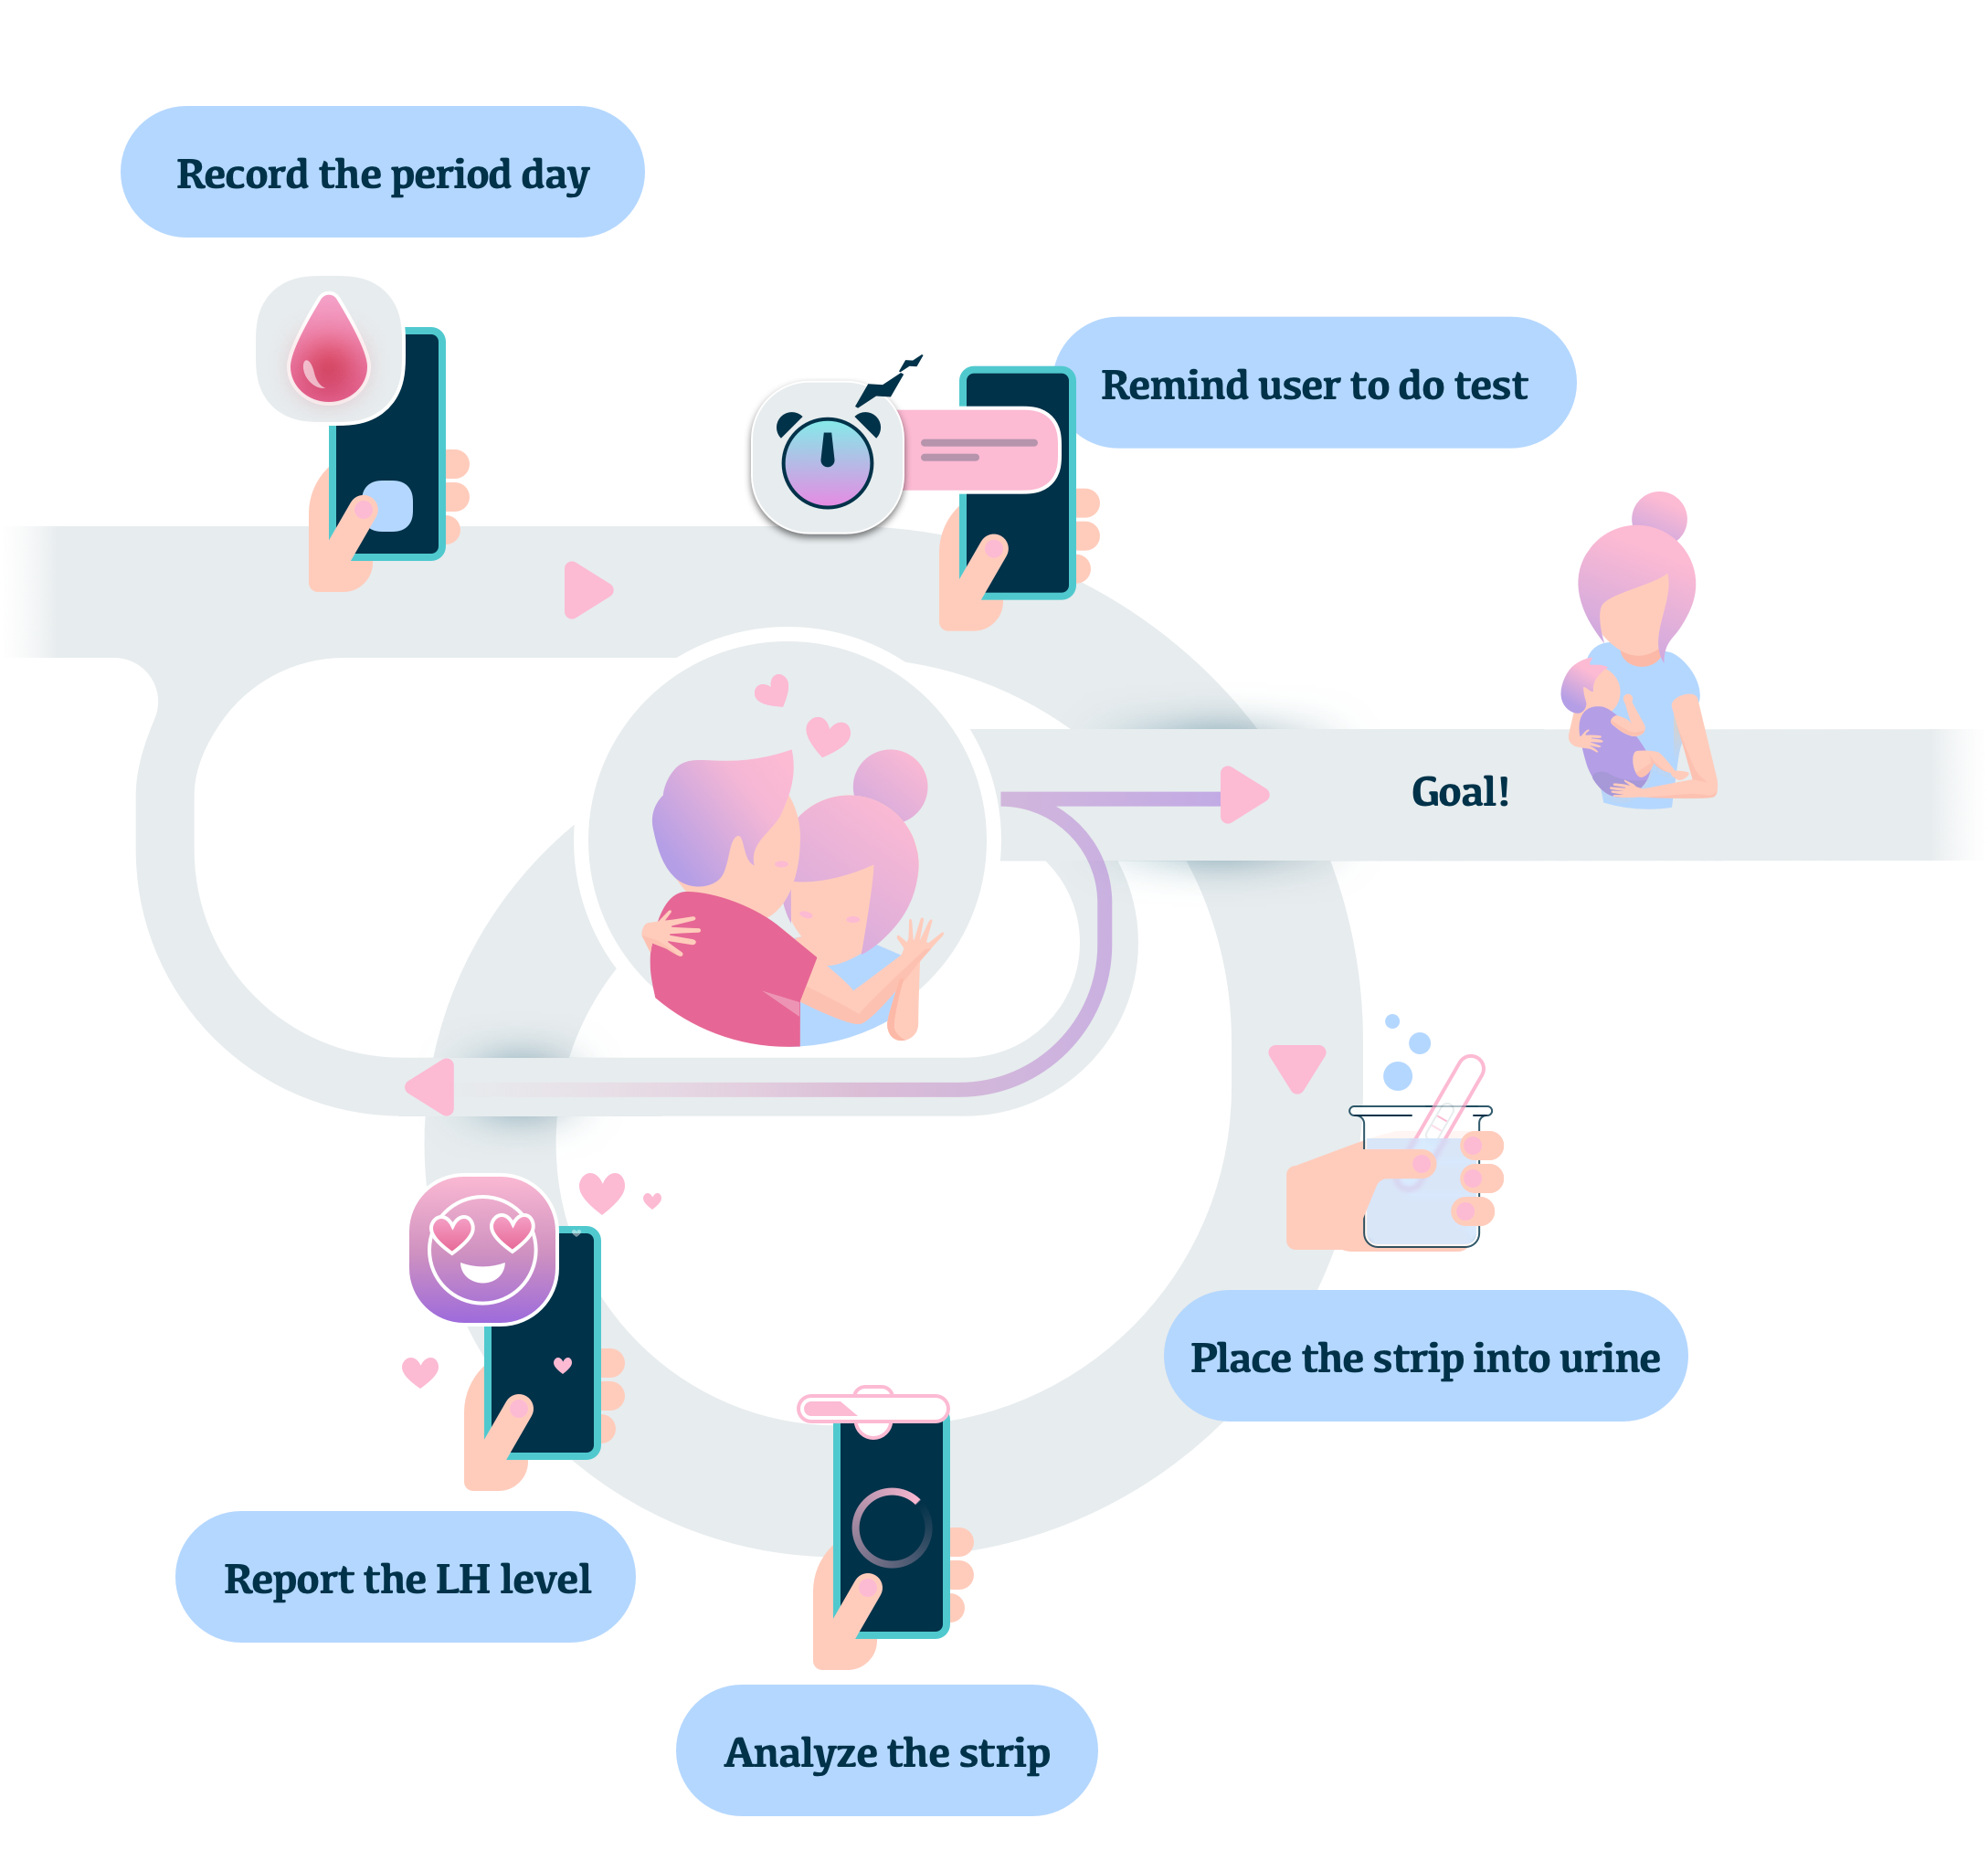 Record the period day
Remind user to do test
Goal!
Place the strip into urine
Report the LH level
Analyze the strip